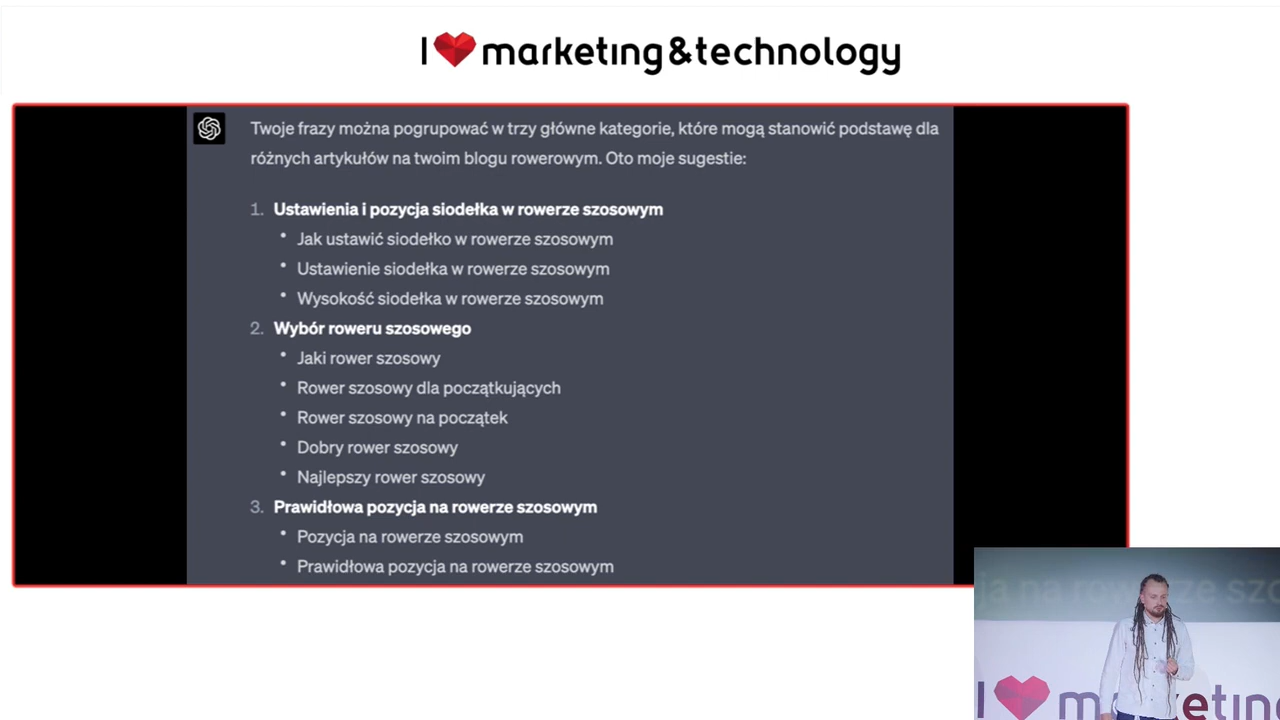 I marketing&technology
Twoje frazy można pogrupować w trzy główne kategorie, które mogą stanowić podstawę dla
różnych artykułów na twoim blogu rowerowym. Oto moje sugestie:
1. Ustawienia i pozycja siodełka w rowerze szosowym
• Jak ustawić siodełko w rowerze szosowym
• Ustawienie siodełka w rowerze szosowym
• Wysokość siodełka w rowerze szosowym
2. Wybór roweru szosowego
• Jaki rower szosowy
• Rower szosowy dla początkujących
• Rower szosowy na początek
• Dobry rower szosowy
• Najlepszy rower szosowy
3. Prawidłowa pozycja na rowerze szosowym
• Pozycja na rowerze szosowym
• Prawidłowa pozycja na rowerze szosowym